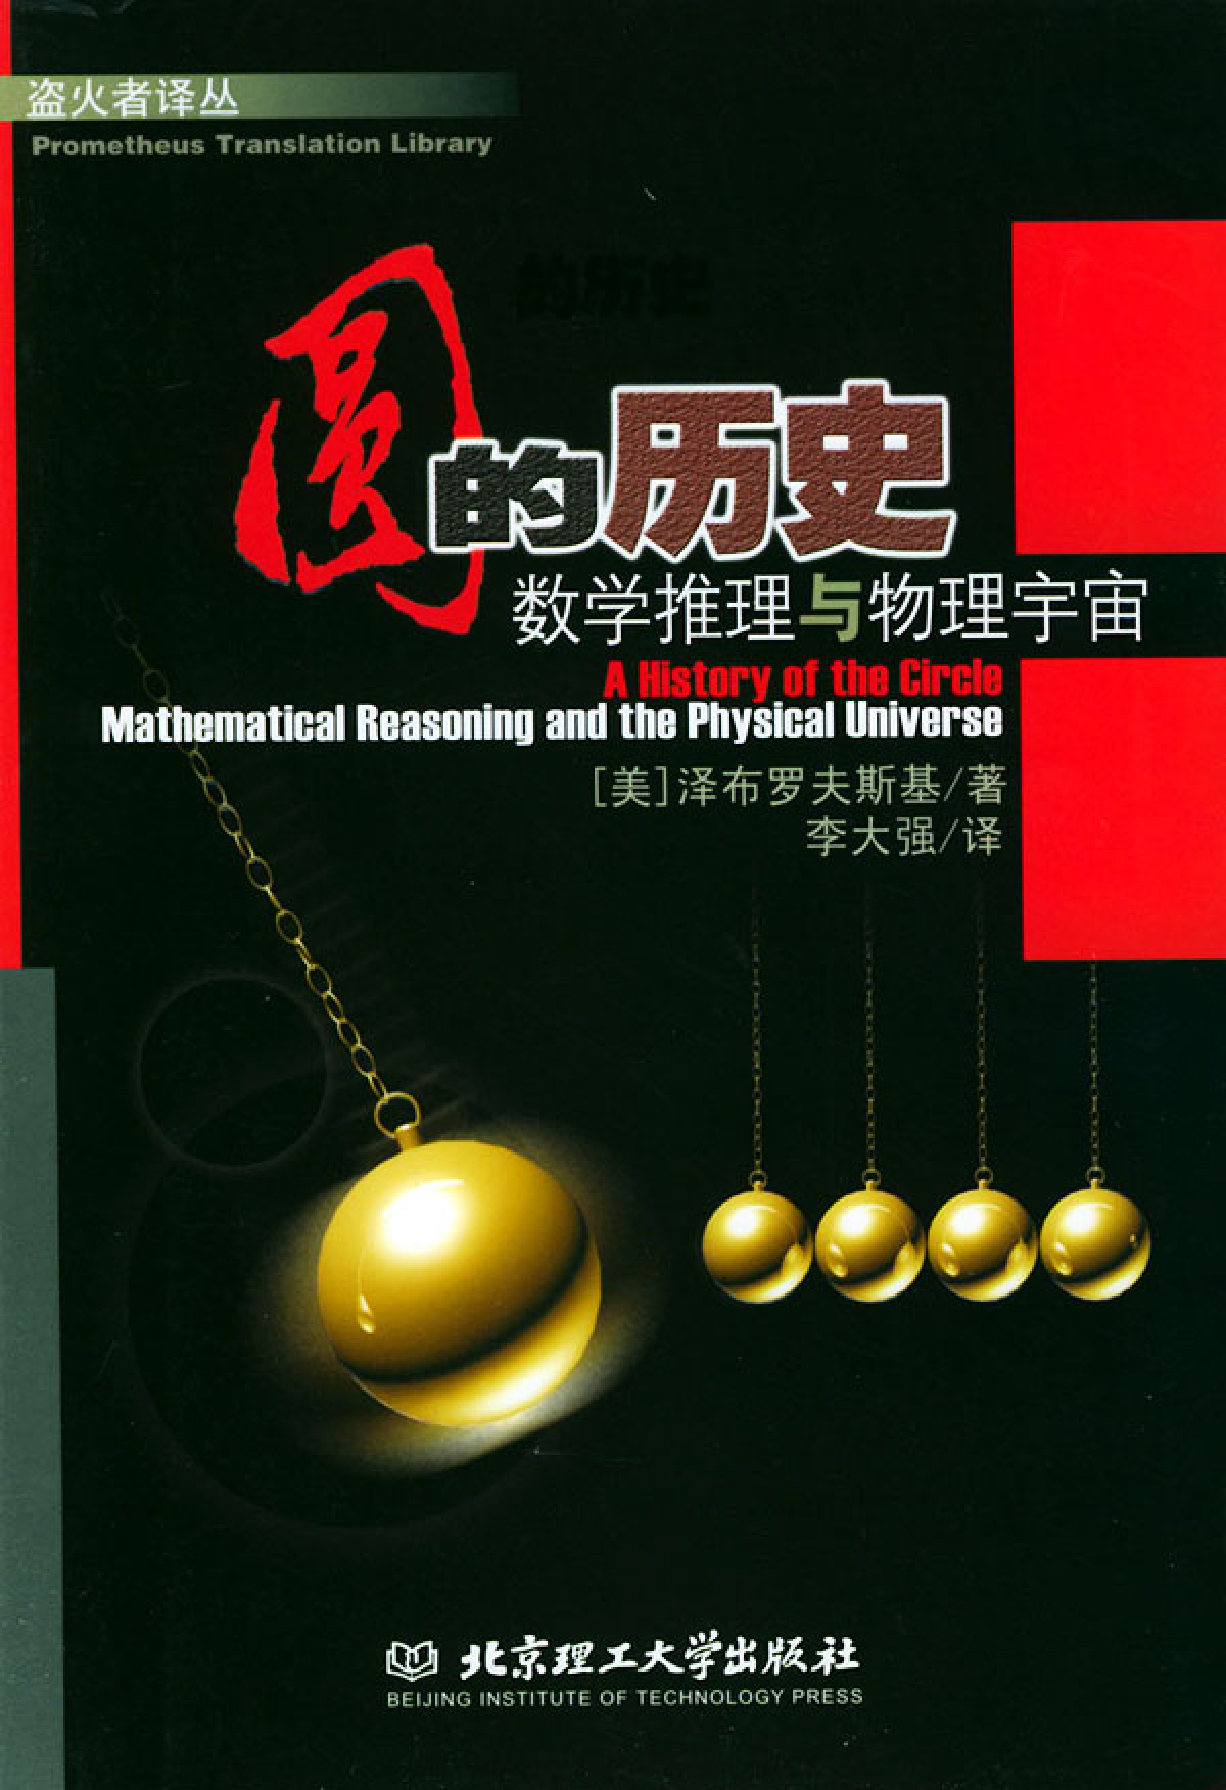 盗火者译丛
Prometheus Translation Library
的历史
圆的历史
数学推理与物理宇宙
A History of the Circle
Mathematical Reasoning and the Physical Universe
[美]泽布罗夫斯基/著
李大强/译
北京理工大学出版社
BEIJING INSTITUTE OF TECHNOLOGY PRESS